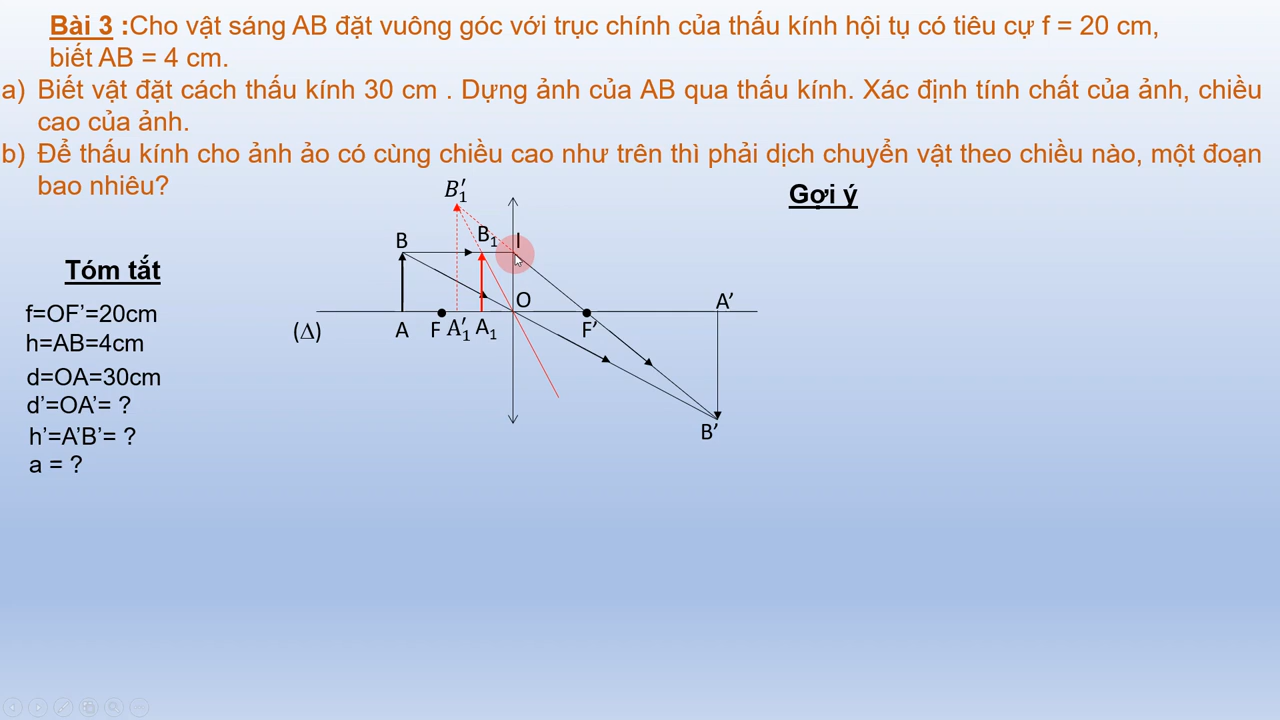 Bài 3 :Cho vật sáng AB đặt vuông góc với trục chính của thấu kính hội tụ có tiêu cự f = 20 cm,
biết AB = 4 cm.
a) Biết vật đặt cách thấu kính 30 cm . Dựng ảnh của AB qua thấu kính. Xác định tính chất của ảnh, chiều
cao của ảnh.
b) Để thấu kính cho ảnh ảo có cùng chiều cao như trên thì phải dịch chuyển vật theo chiều nào, một đoạn
bao nhiêu?
Gợi ý
B₁′
B
B₁
I
Tóm tắt
f=OF’=20cm
h=AB=4cm
d=OA=30cm
d’=OA’= ?
h’=A’B’= ?
a = ?
O
A’
(Δ)
A
F
A₁′
A₁
F’
B’